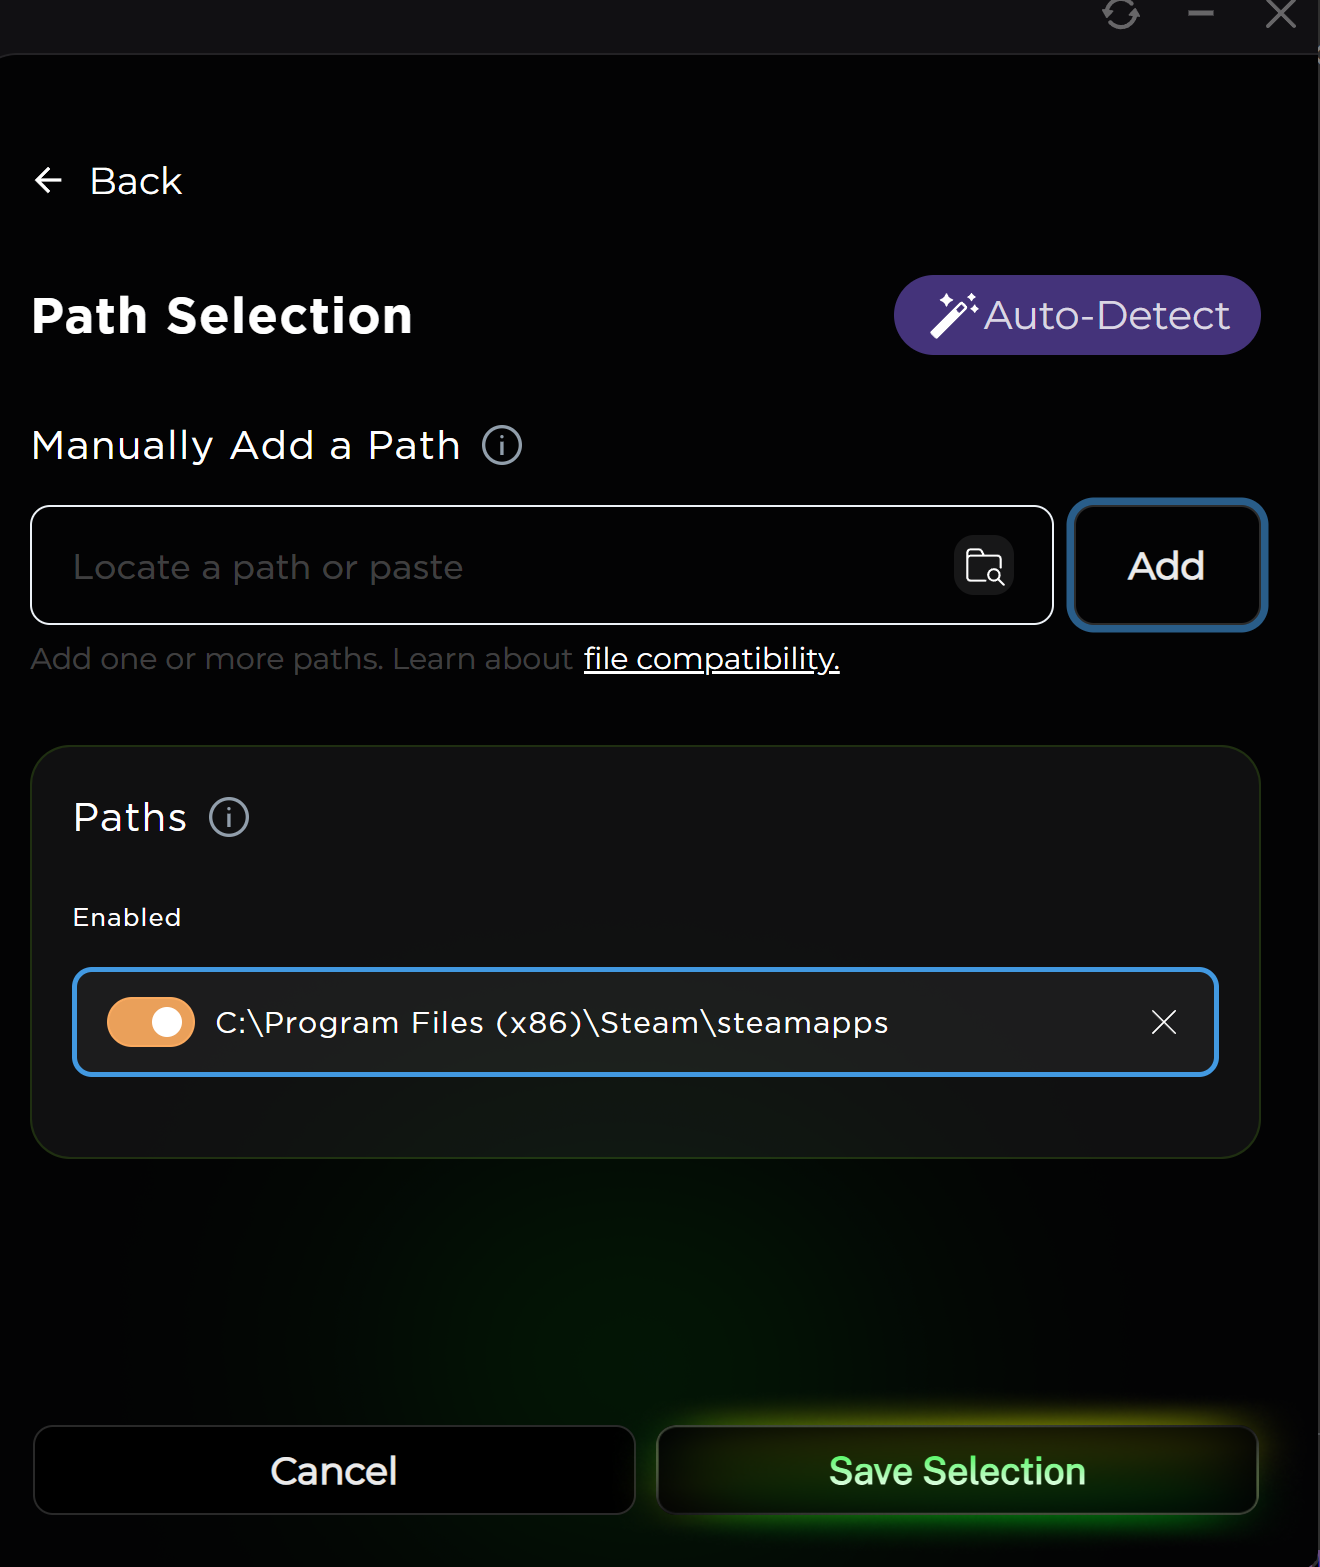 Back
Path Selection
Auto-Detect
Manually Add a Path
Locate a path or paste
Add
Add one or more paths. Learn about file compatibility.
Paths
Enabled
C:\Program Files (x86)\Steam\steamapps
Cancel
Save Selection